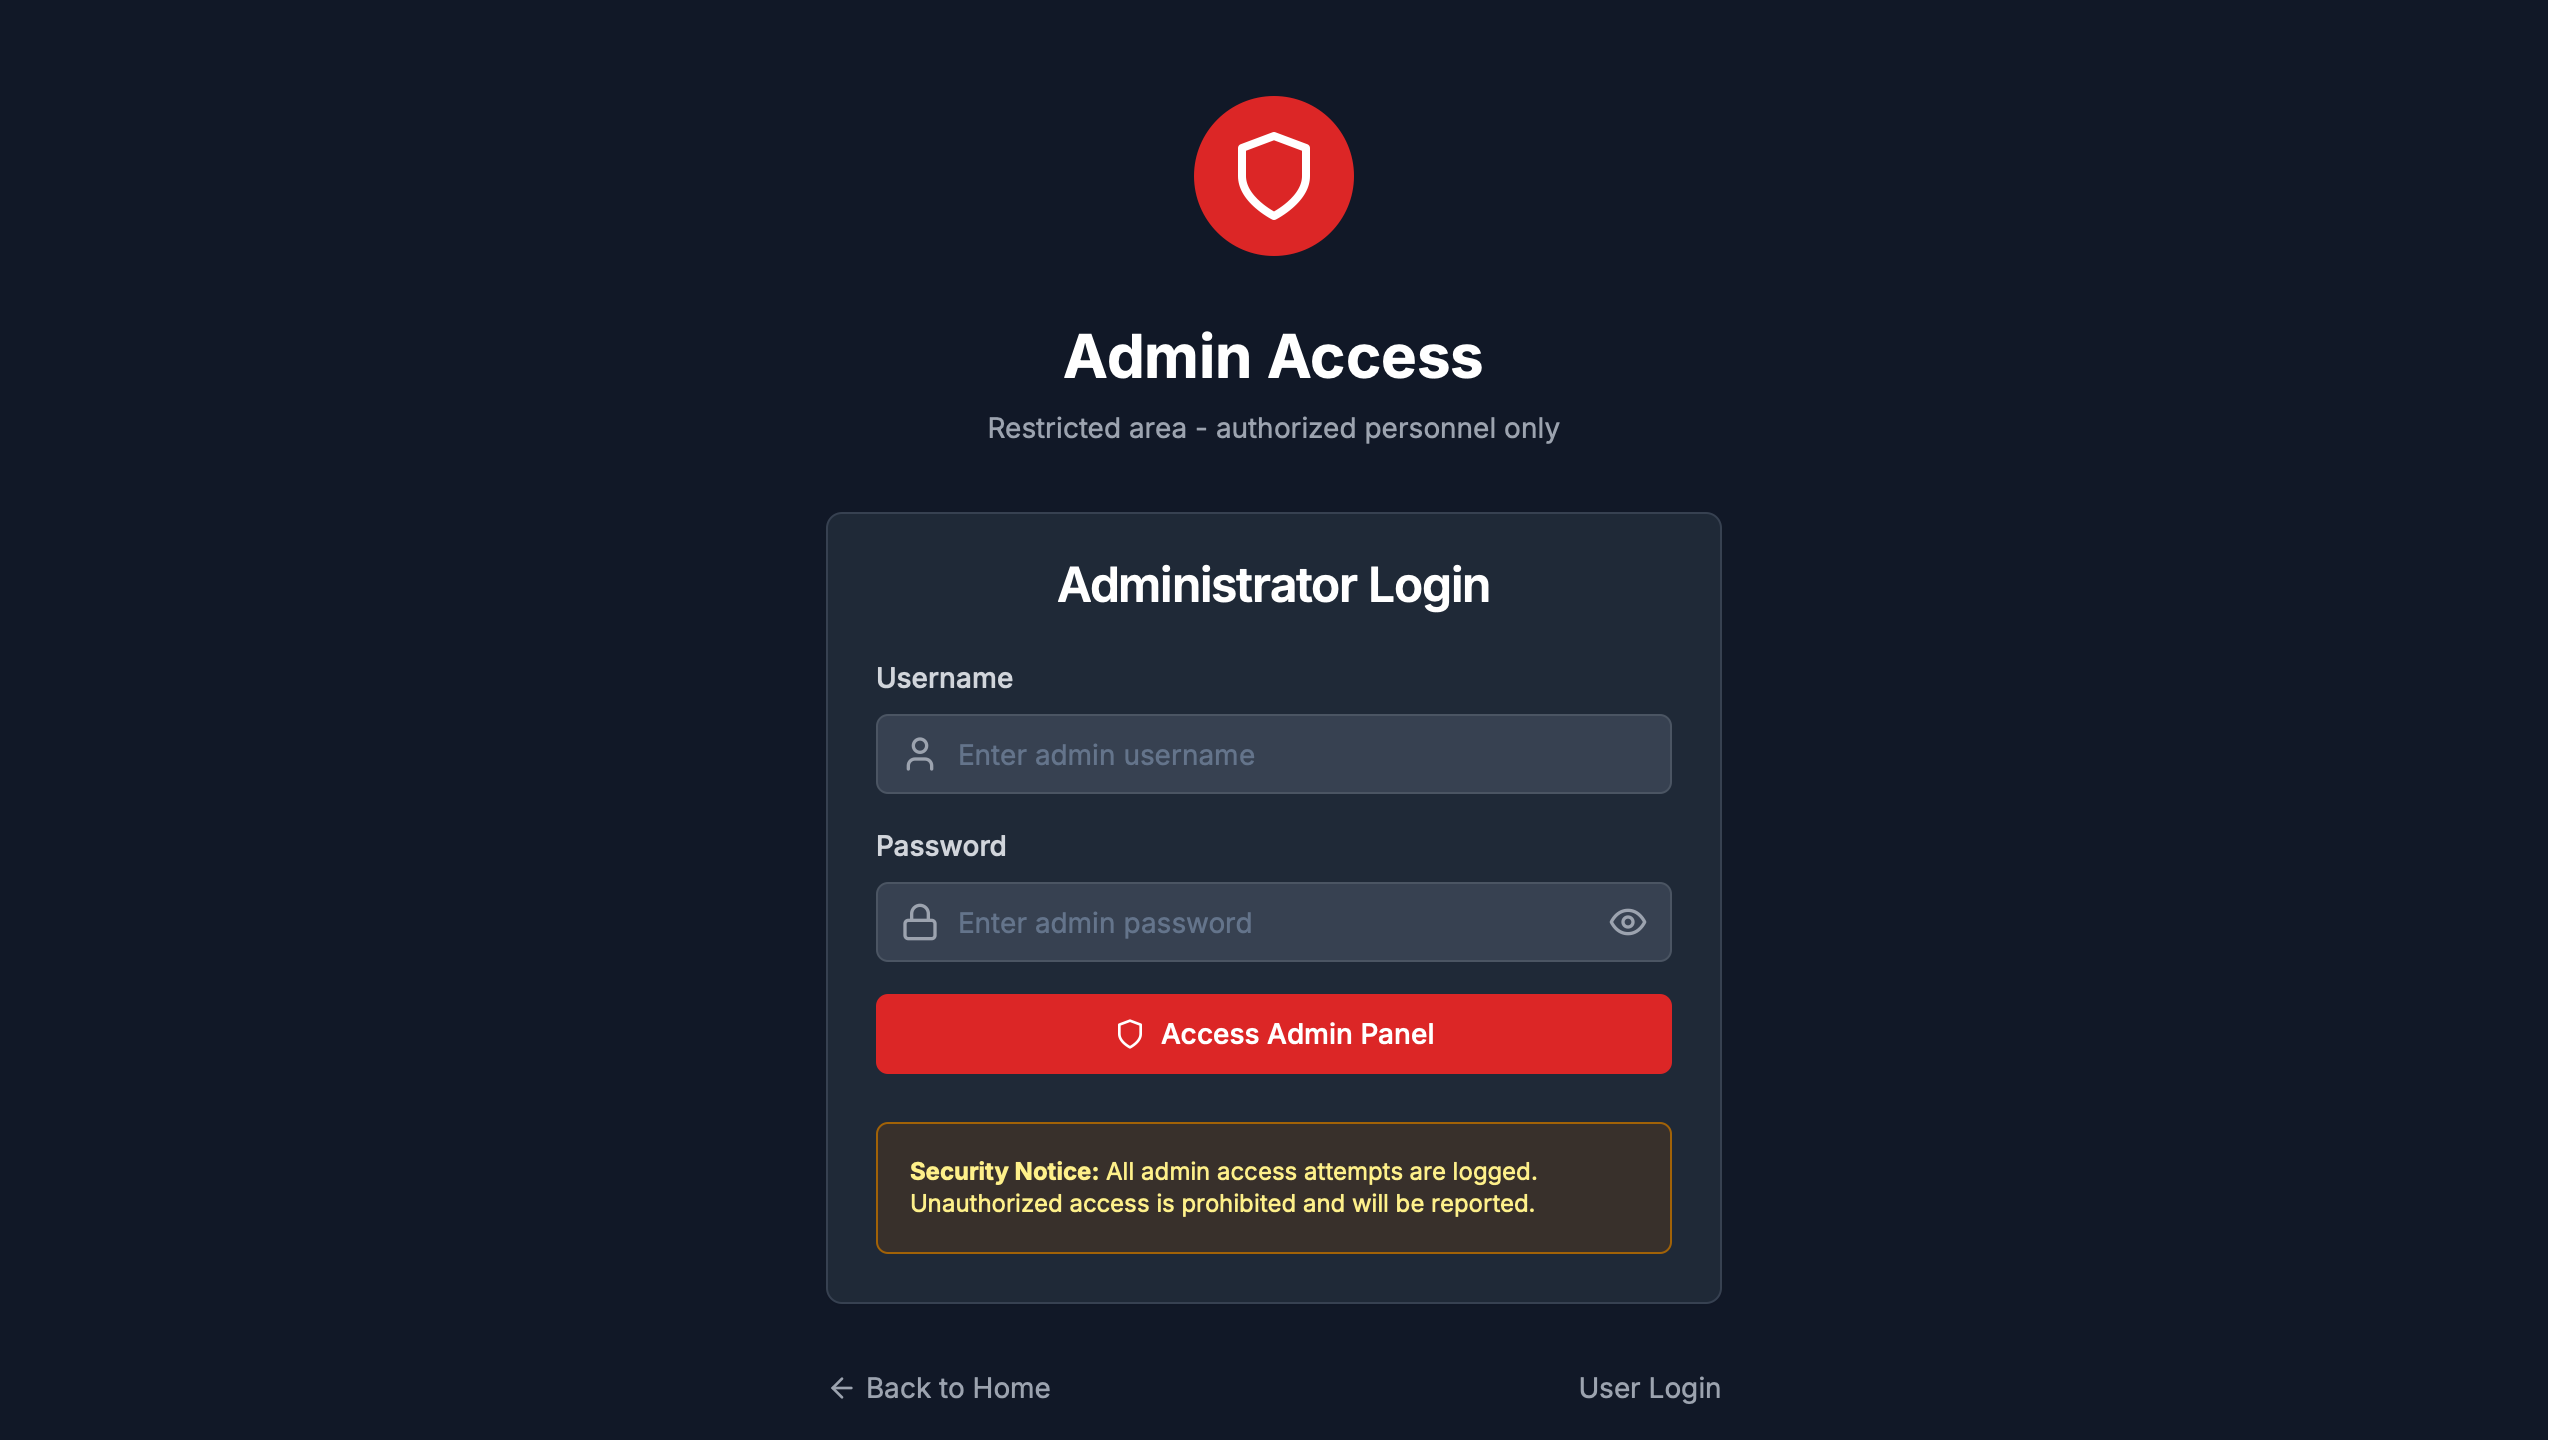 Admin Access
Restricted area - authorized personnel only
Administrator Login
Username
Enter admin username
Password
Enter admin password
Access Admin Panel
Security Notice: All admin access attempts are logged.
Unauthorized access is prohibited and will be reported.
Back to Home
User Login